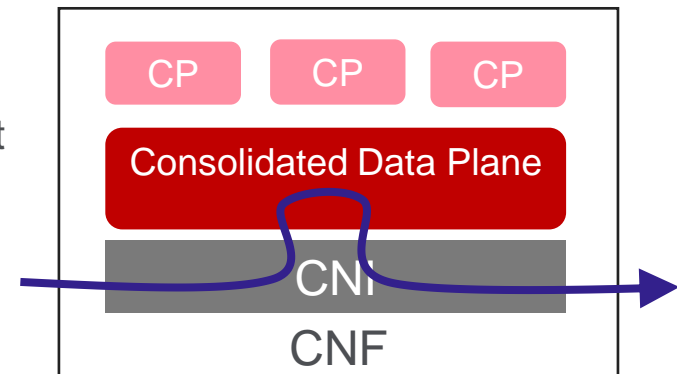 CP CP CP
t
Consolidated Data Plane
CNI
CNF